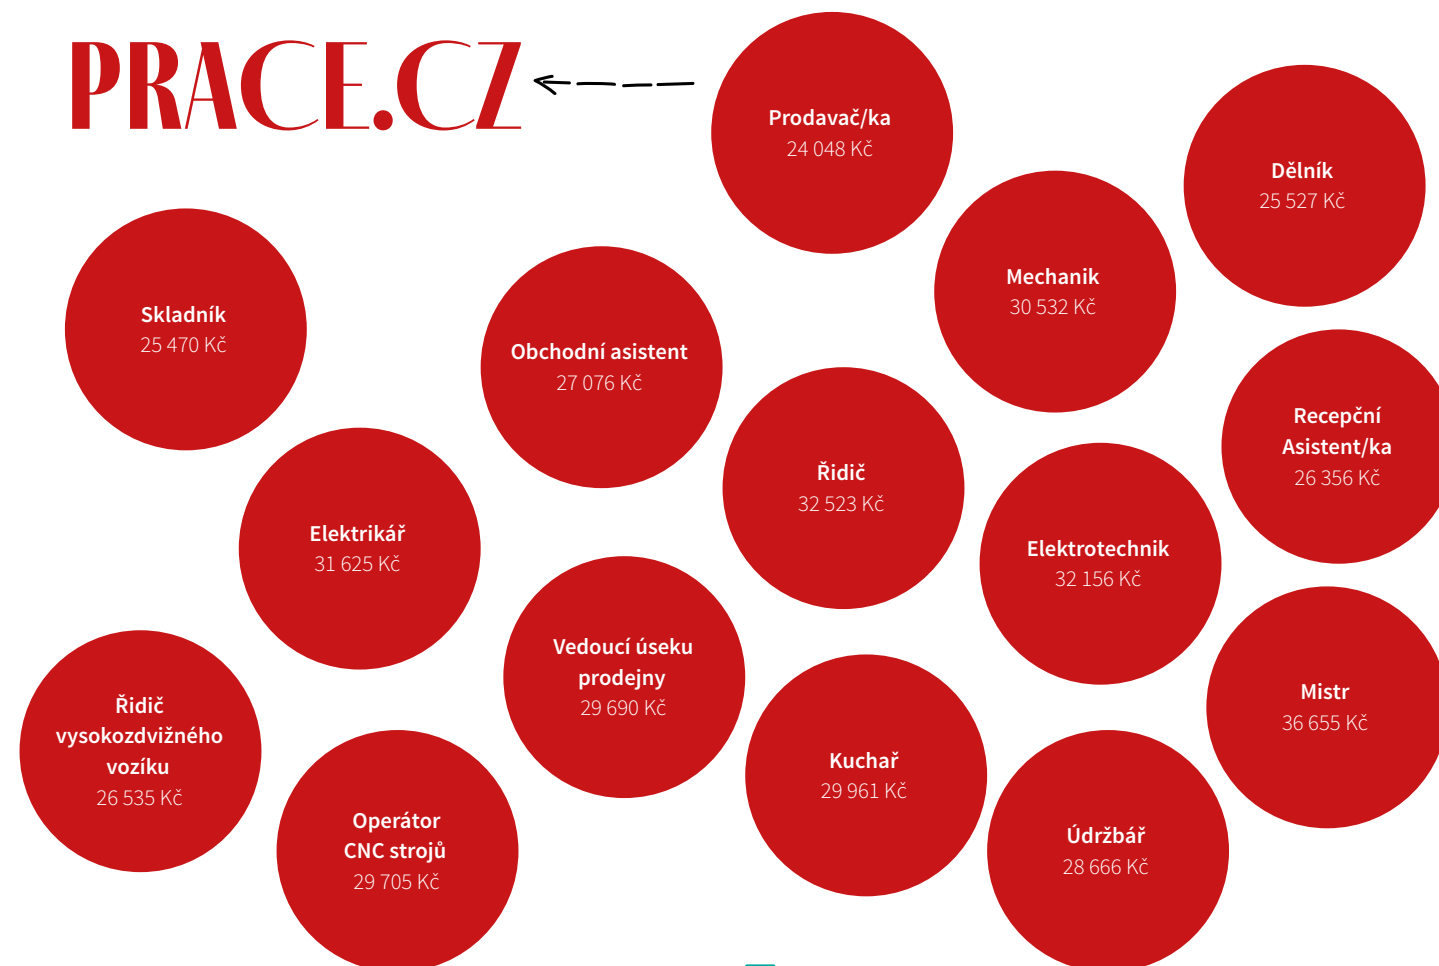 PRACE.CZ
Prodavač/ka
24 048 Kč
Dělník
25 527 Kč
Mechanik
30 532 Kč
Skladník
25 470 Kč
Obchodní asistent
27 076 Kč
Recepční
Asistent/ka
26 356 Kč
Řidič
32 523 Kč
Elektrikář
31 625 Kč
Elektrotechnik
32 156 Kč
Vedoucí úseku
prodejny
29 690 Kč
Mistr
36 655 Kč
Řidič
vysokozdvižného
vozíku
26 535 Kč
Kuchař
29 961 Kč
Operátor
CNC strojů
29 705 Kč
Údržbář
28 666 Kč